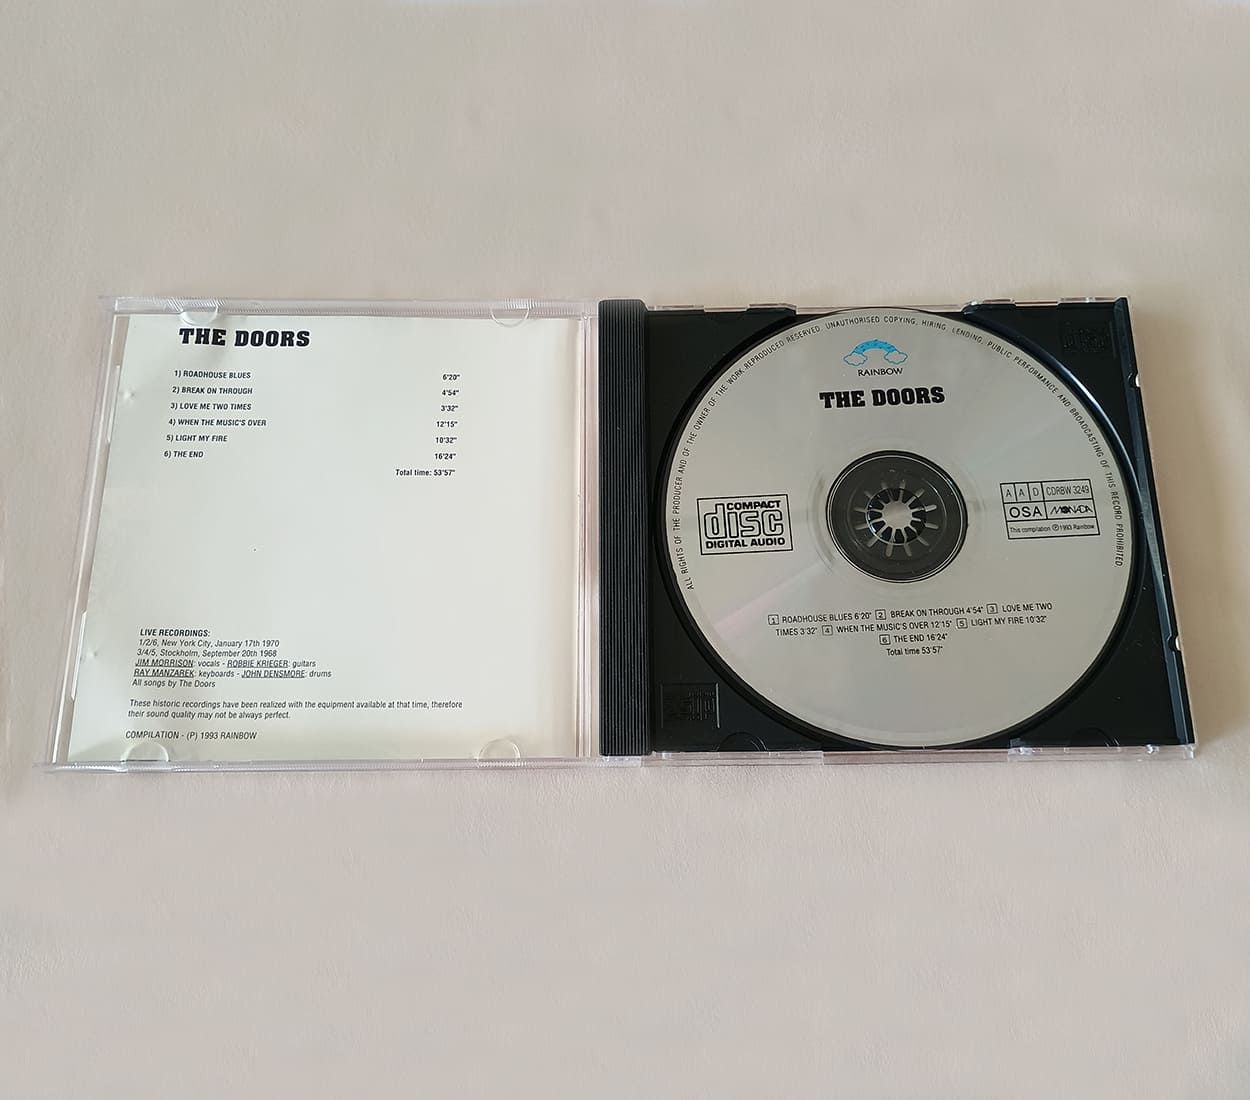 THE DOORS
1) ROADHOUSE BLUES 6'20"
2) BREAK ON THROUGH 4'54"
3) LOVE ME TWO TIMES 3'32"
4) WHEN THE MUSIC'S OVER 12'15"
5) LIGHT MY FIRE 10'32"
6) THE END 16'24"
Total time: 53'57"
LIVE RECORDINGS:
1/2/6, New York City, January 17th 1970
3/4/5, Stockholm, September 20th 1968
JIM MORRISON: vocals - ROBBIE KRIEGER: guitars
RAY MANZAREK: keyboards - JOHN DENSMORE: drums
All songs by The Doors
These historic recordings have been realized with the equipment available at that time, therefore
their sound quality may not be always perfect.
COMPILATION - (P) 1993 RAINBOW
ALL RIGHTS OF THE PRODUCER AND OF THE OWNER OF THE WORK REPRODUCED RESERVED. UNAUTHORISED COPYING, HIRING, LENDING, PUBLIC PERFORMANCE AND BROADCASTING OF THIS RECORD PROHIBITED
RAINBOW
THE DOORS
COMPACT
disc
DIGITAL AUDIO
A A D CDRBW 3249
OSA MONADA
This compilation ℗ 1993 Rainbow
1 ROADHOUSE BLUES 6'20" 2 BREAK ON THROUGH 4'54" 3 LOVE ME TWO
TIMES 3'32" 4 WHEN THE MUSIC'S OVER 12'15" 5 LIGHT MY FIRE 10'32"
6 THE END 16'24"
Total time 53'57"